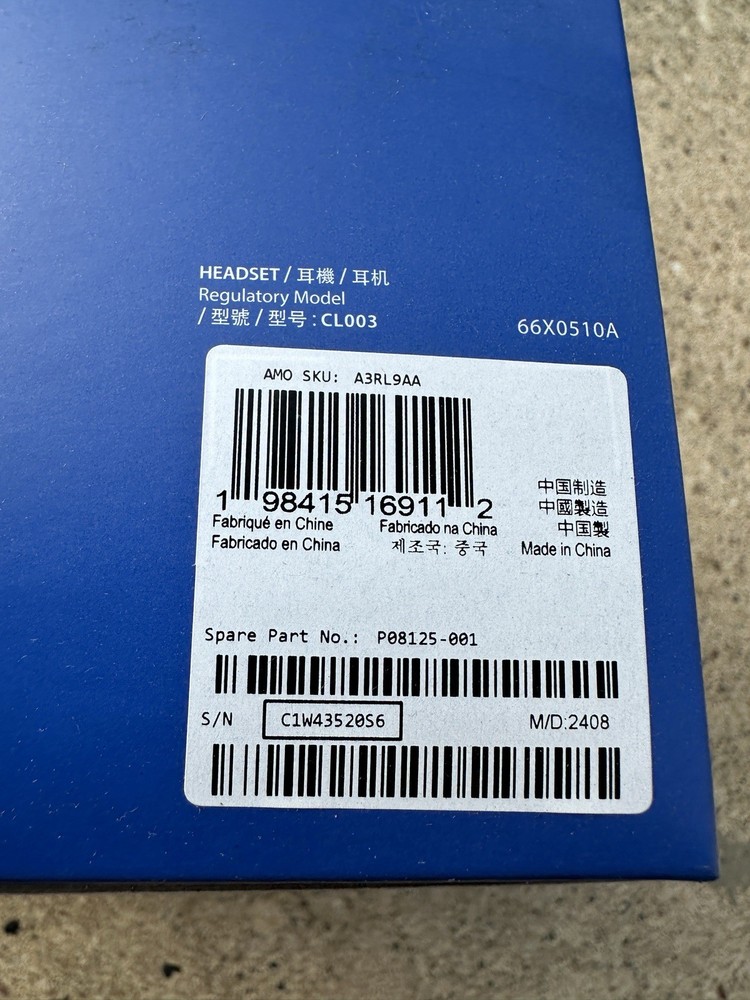 HEADSET / 耳機 / 耳机
Regulatory Model
/ 型號 / 型号 : CL003
66X0510A
AMO SKU: A3RL9AA
1 98415 16911 2
中国制造
中國製造
Fabriqué en Chine Fabricado na China 中国製
Fabricado en China 제조국: 중국 Made in China
Spare Part No.: P08125-001
S/N C1W43520S6 M/D:2408